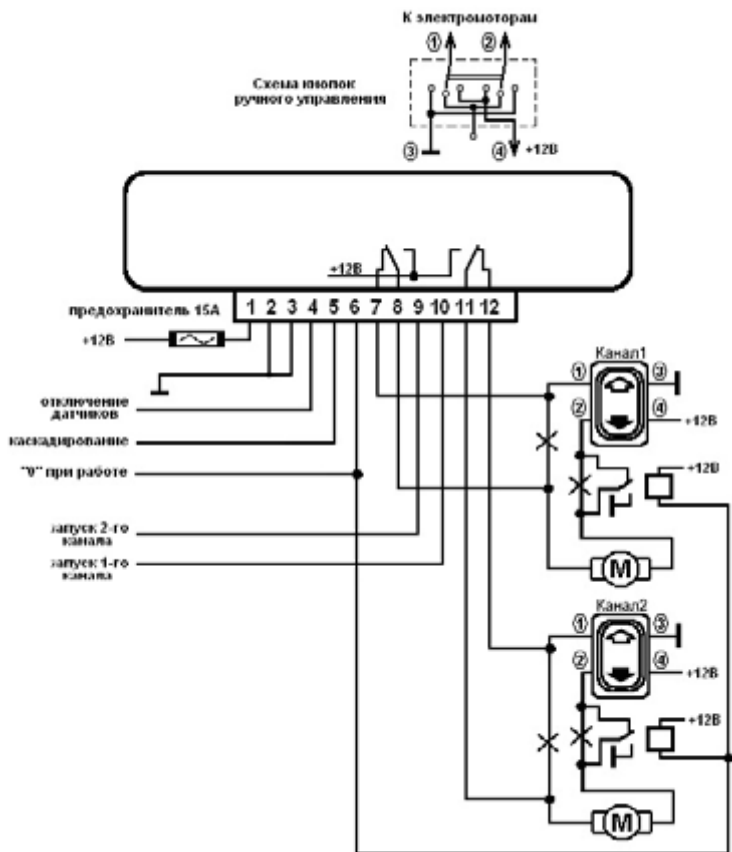 К электромоторам
① ②
Схема кнопок
ручного управления
③ ④ +12В
+12В
предохранитель 15А
1 2 3 4 5 6 7 8 9 10 11 12
+12В
отключение
датчиков
каскадирование
"0" при работе
запуск 2-го
канала
запуск 1-го
канала
Канал1
① ③
② ④
+12В
+12В
М
Канал2
① ③
② ④
+12В
+12В
М